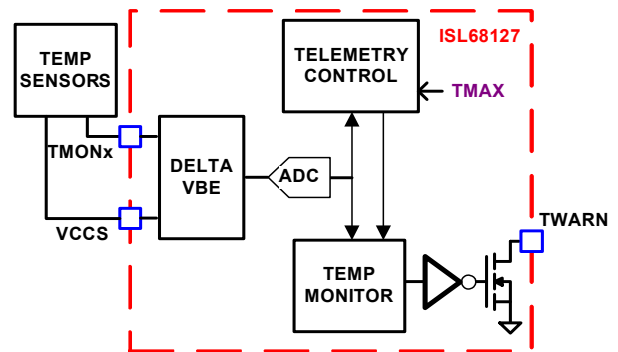 ISL68127
TEMP
SENSORS
TELEMETRY
CONTROL
TMAX
TMONx
DELTA
VBE
ADC
VCCS
TWARN
TEMP
MONITOR